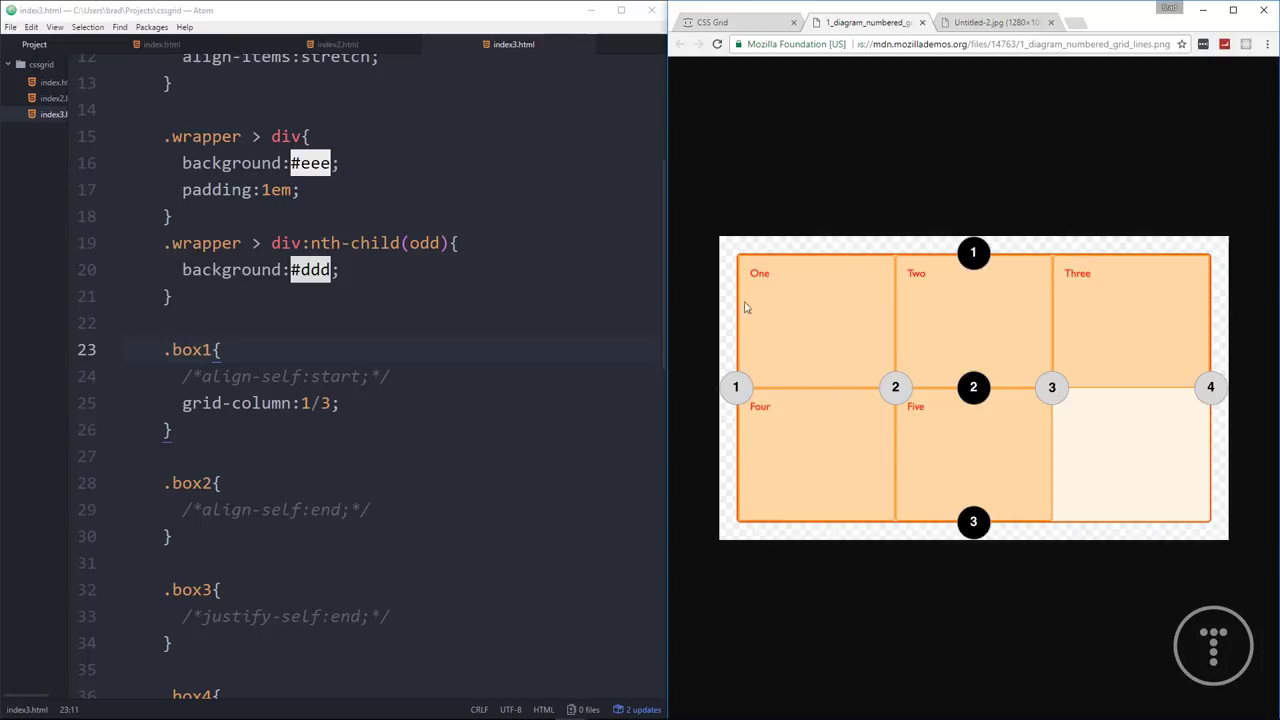 index3.html — C:\Users\brad\Projects\cssgrid — Atom
File Edit View Selection Find Packages Help
Project
index.html
index2.html
index3.html
cssgrid
index.h
index2.h
index3.h
12 align-items:stretch;
13 }
14
15 .wrapper > div{
16 background:#eee;
17 padding:1em;
18 }
19 .wrapper > div:nth-child(odd){
20 background:#ddd;
21 }
22
23 .box1{
24 /*align-self:start;*/
25 grid-column:1/3;
26 }
27
28 .box2{
29 /*align-self:end;*/
30 }
31
32 .box3{
33 /*justify-self:end;*/
34 }
35
36 .box4{
index3.html 23:11 CRLF UTF-8 HTML 0 files 2 updates
Brad
CSS Grid
1_diagram_numbered_g
Untitled-2.jpg (1280×10
Mozilla Foundation [US] s://mdn.mozillademos.org/files/14763/1_diagram_numbered_grid_lines.png
1
One Two Three
1 2 2 3 4
Four Five
3